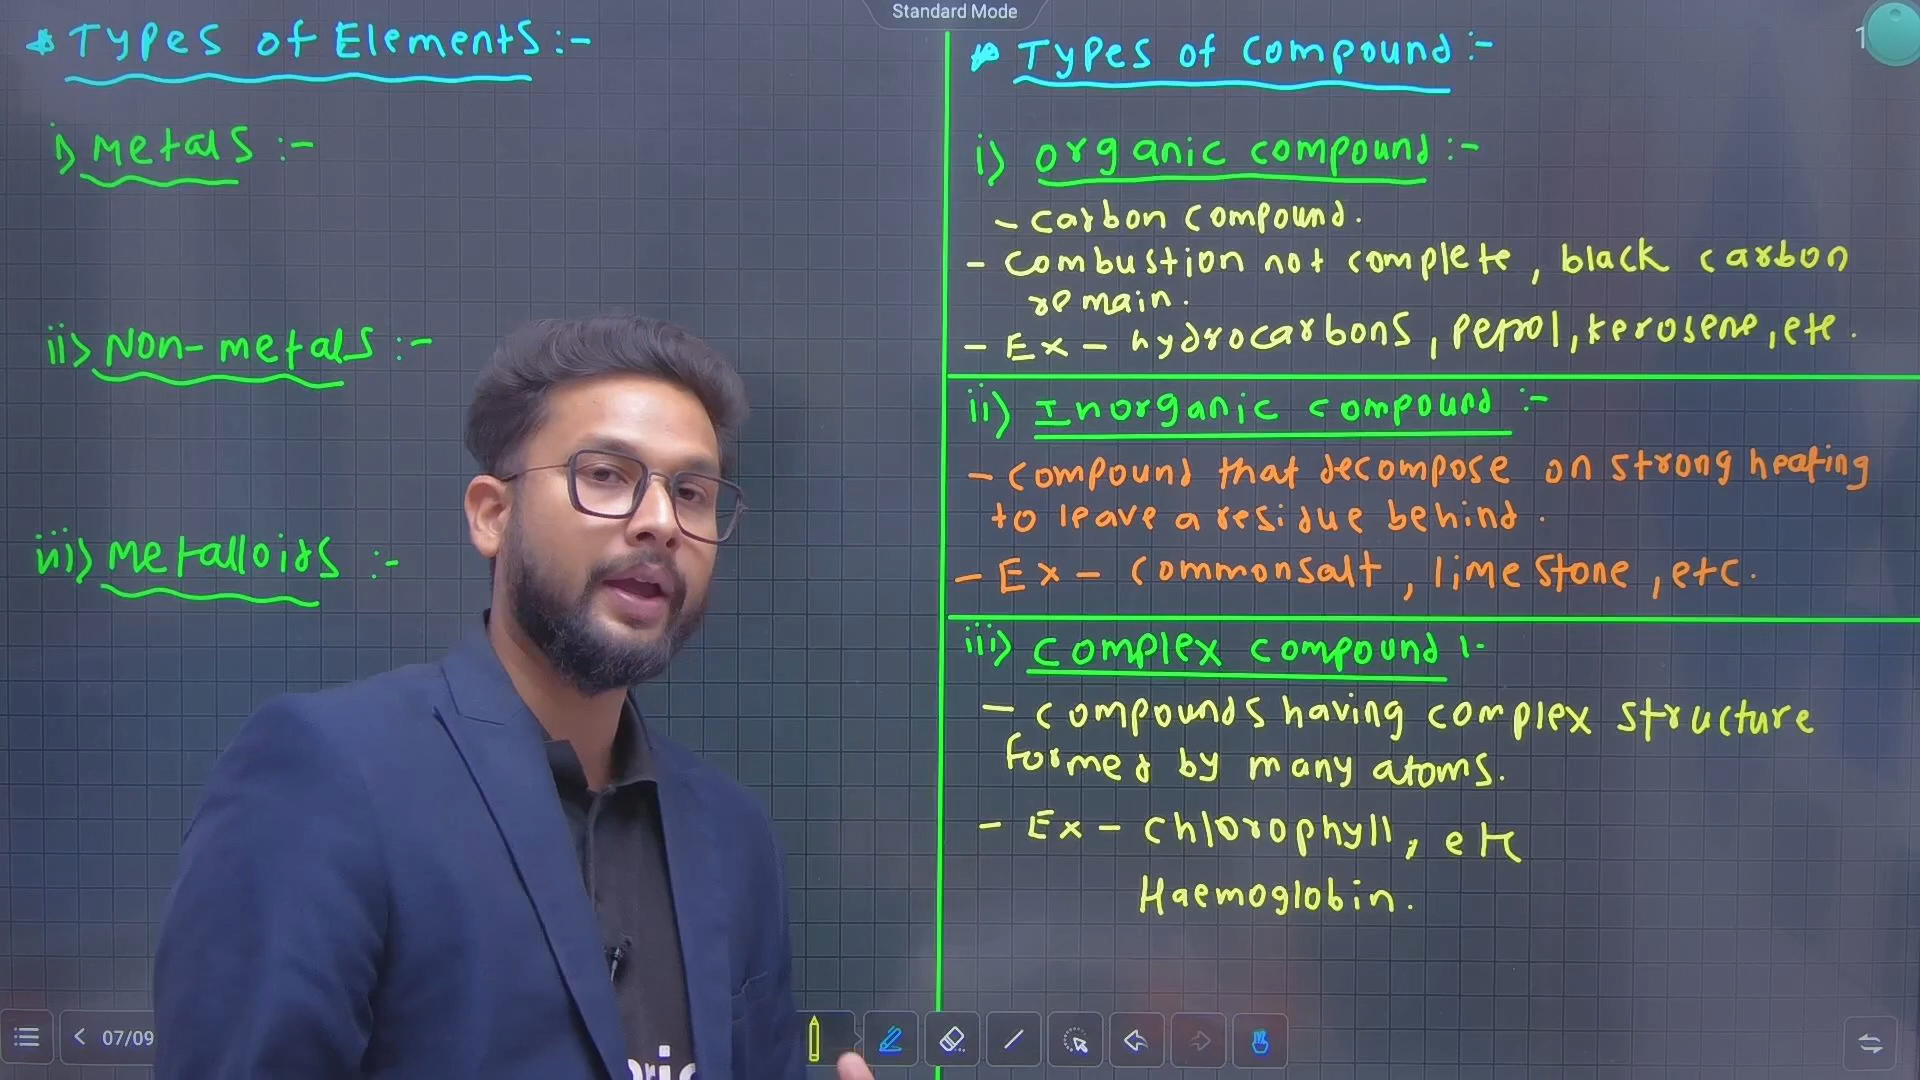 Standard Mode
* Types of Elements :-
i) Metals :-
ii) Non-metals :-
iii) Metalloids :-
07/09
* Types of compound :-
i) organic compound :-
- carbon compound.
- combustion not complete, black carbon
remain.
- Ex - hydrocarbons, petrol, kerosene, etc.
ii) Inorganic compound :-
- compound that decompose on strong heating
to leave a residue behind.
- Ex - commonsalt, lime stone, etc.
iii) complex compound :-
- compounds having complex structure
formed by many atoms.
- Ex - chlorophyll, etc
Haemoglobin.